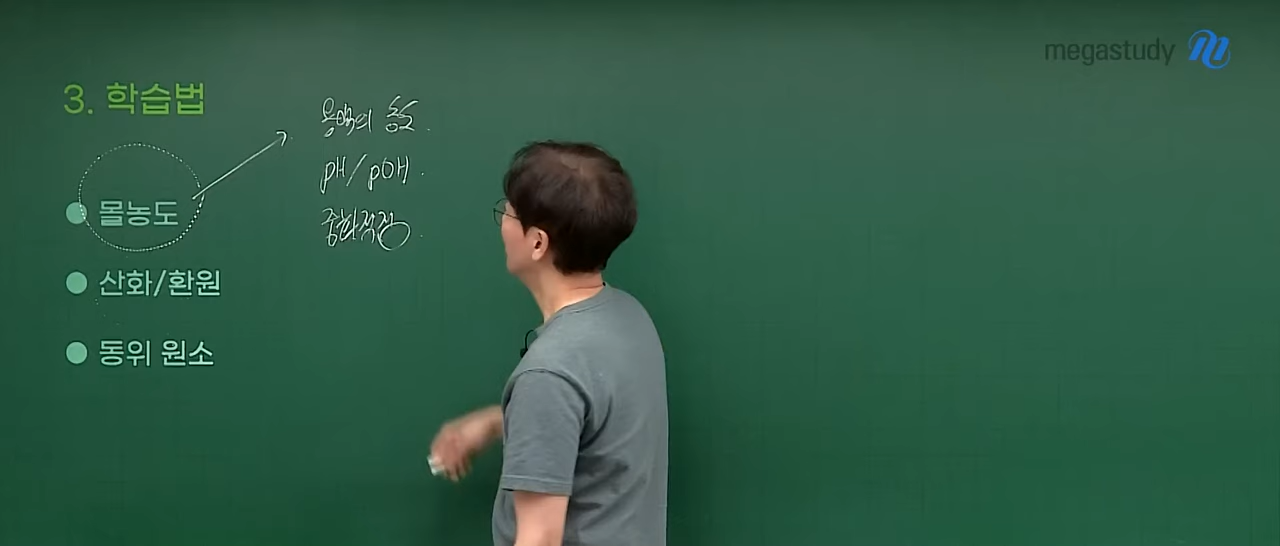 megastudy
3. 학습법
용액의 농도.
pH/pOH.
중화적정.
몰농도
산화/환원
동위 원소